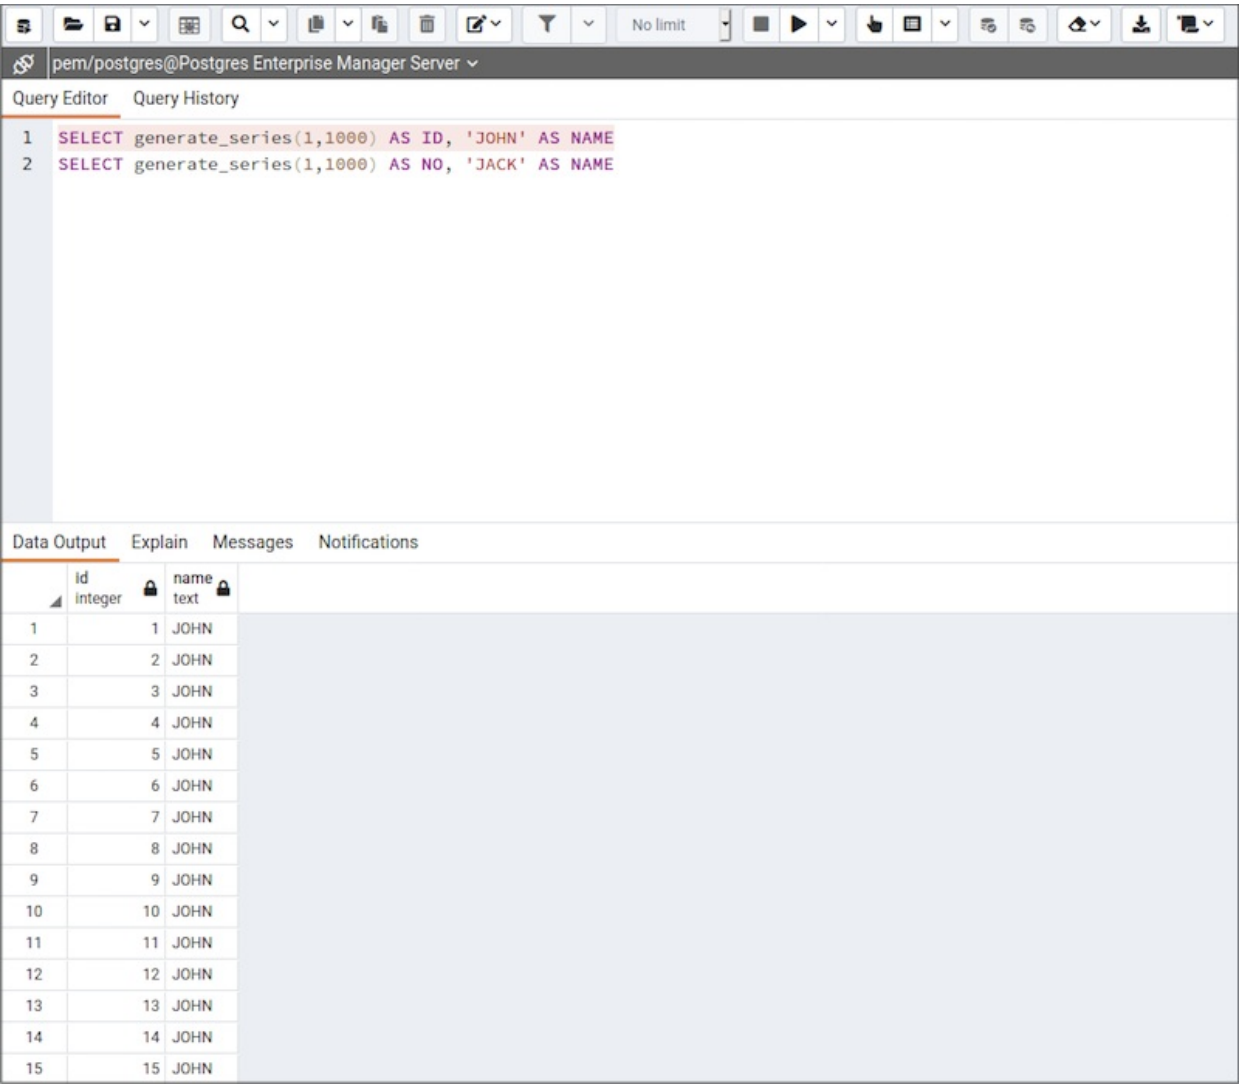 No limit
pem/postgres@Postgres Enterprise Manager Server
Query Editor Query History
1 SELECT generate_series(1,1000) AS ID, 'JOHN' AS NAME
2 SELECT generate_series(1,1000) AS NO, 'JACK' AS NAME
Data Output Explain Messages Notifications
id name
integer text
1 1 JOHN
2 2 JOHN
3 3 JOHN
4 4 JOHN
5 5 JOHN
6 6 JOHN
7 7 JOHN
8 8 JOHN
9 9 JOHN
10 10 JOHN
11 11 JOHN
12 12 JOHN
13 13 JOHN
14 14 JOHN
15 15 JOHN